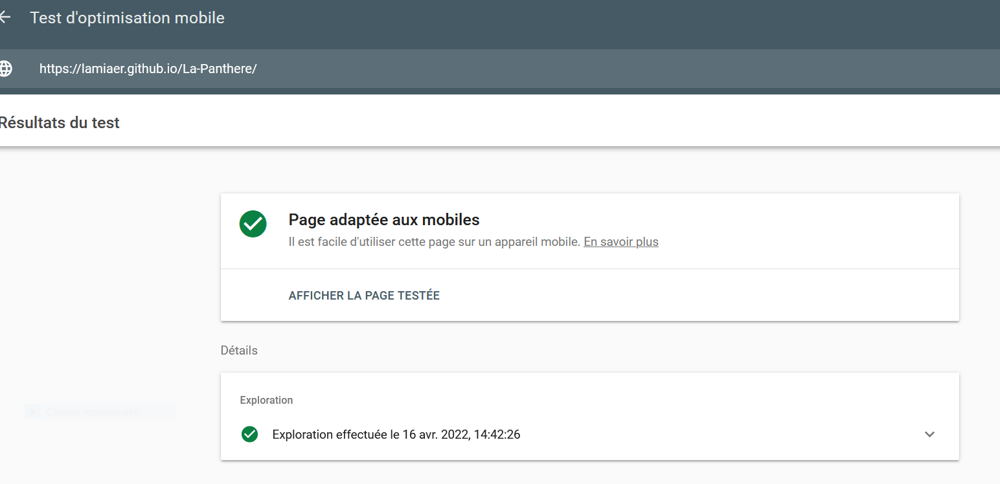 Test d'optimisation mobile
https://lamiaer.github.io/La-Panthere/
Résultats du test
Page adaptée aux mobiles
Il est facile d'utiliser cette page sur un appareil mobile. En savoir plus
AFFICHER LA PAGE TESTÉE
Détails
Exploration
Capture rectangulaire
Exploration effectuée le 16 avr. 2022, 14:42:26